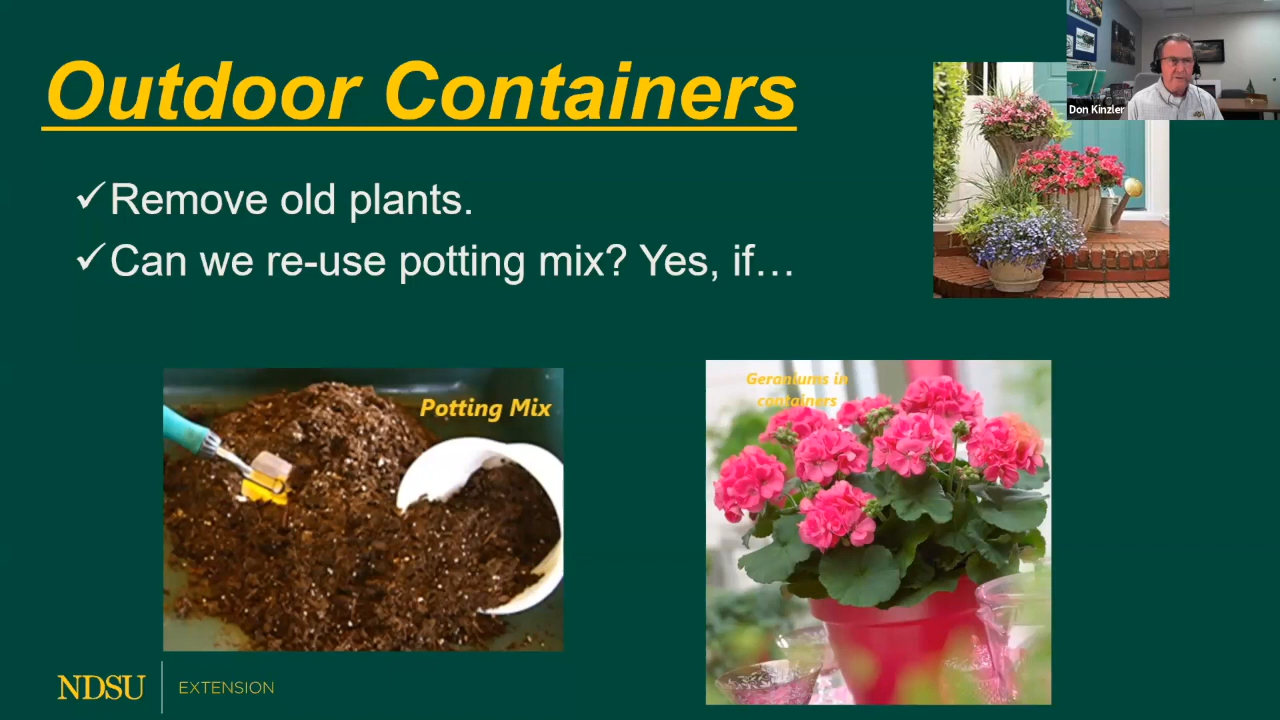 Outdoor Containers
Don Kinzler
✓Remove old plants.
✓Can we re-use potting mix? Yes, if…
Potting Mix
Geraniums in
containers
NDSU EXTENSION